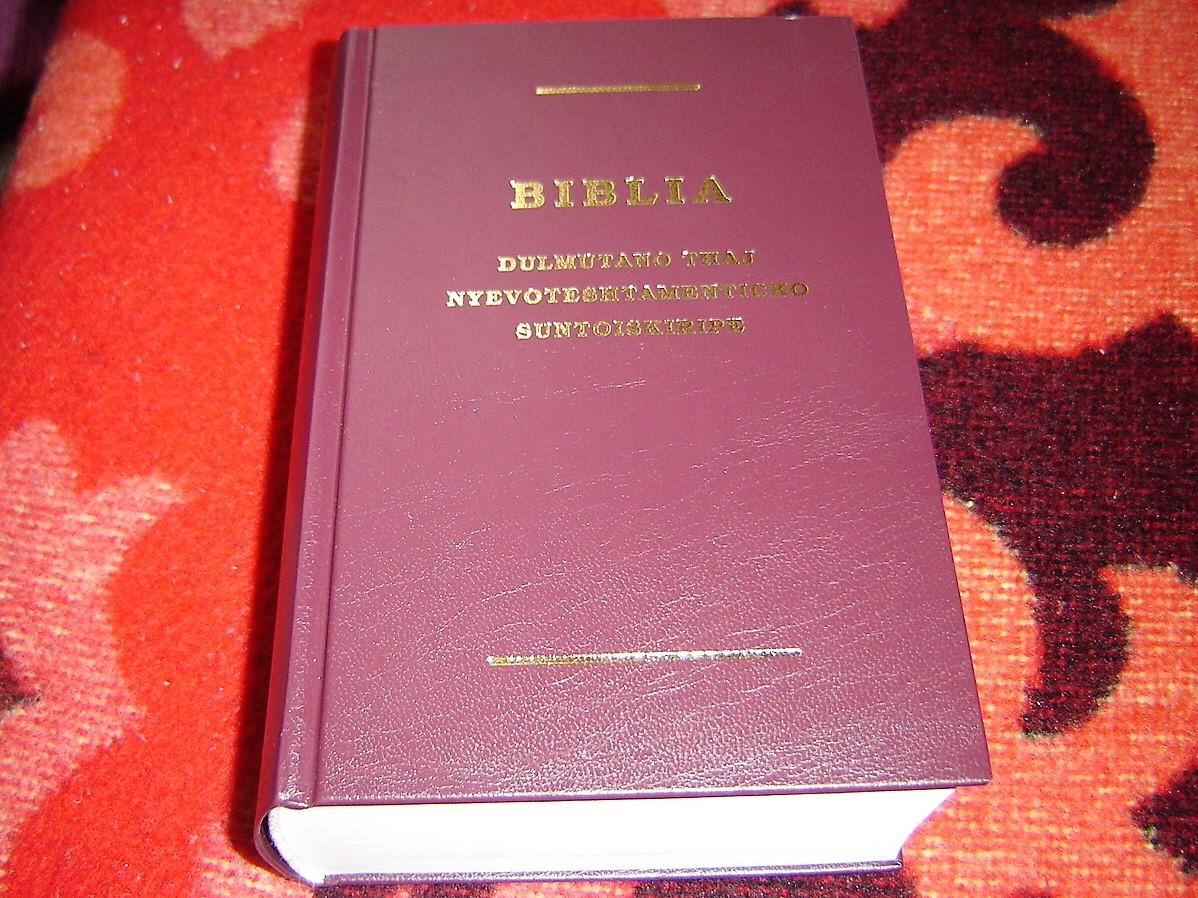 BIBLIA
DULMUTANO THAJ
NYEVOTESHTAMENTICKO
SUNTOISKIRIPE